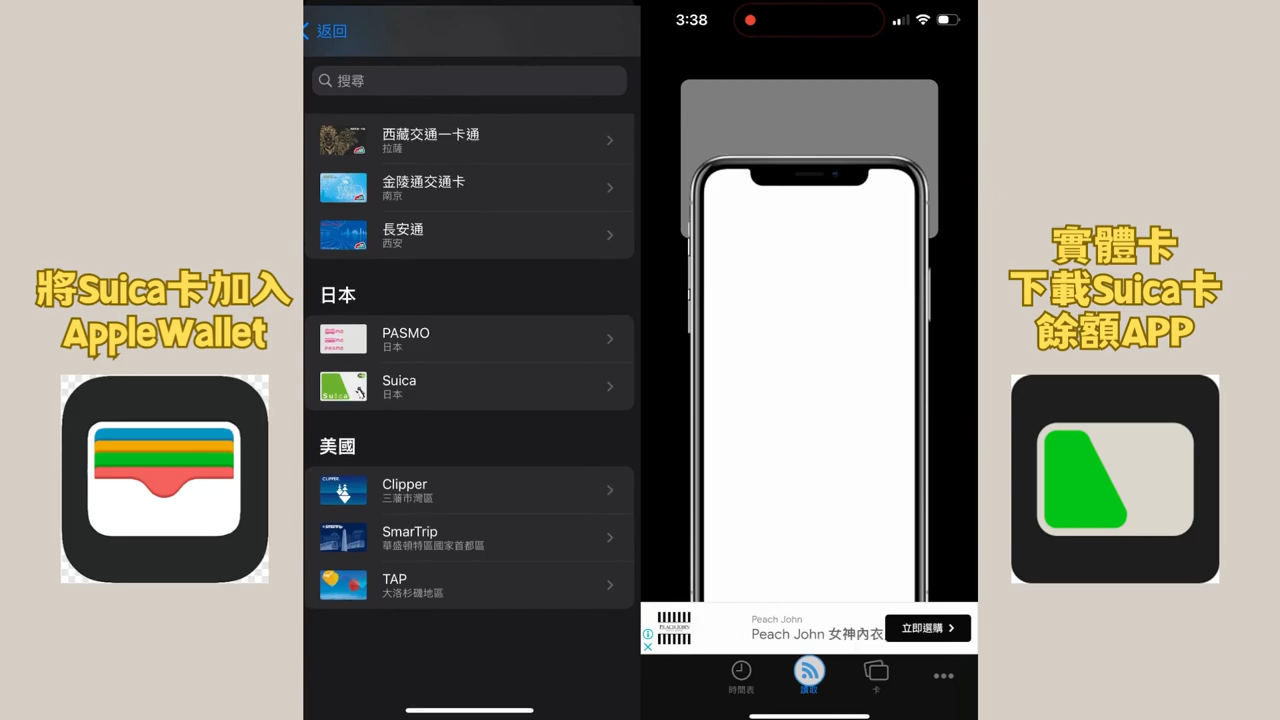 將Suica卡加入
AppleWallet
返回
搜尋
西藏交通一卡通
拉薩
金陵通交通卡
南京
長安通
西安
日本
PASMO
日本
Suica
日本
美國
Clipper
三藩市灣區
SmarTrip
華盛頓特區國家首都區
TAP
大洛杉磯地區
3:38
Peach John
Peach John 女神內衣
立即選購
時間表
讀取
卡
實體卡
下載Suica卡
餘額APP